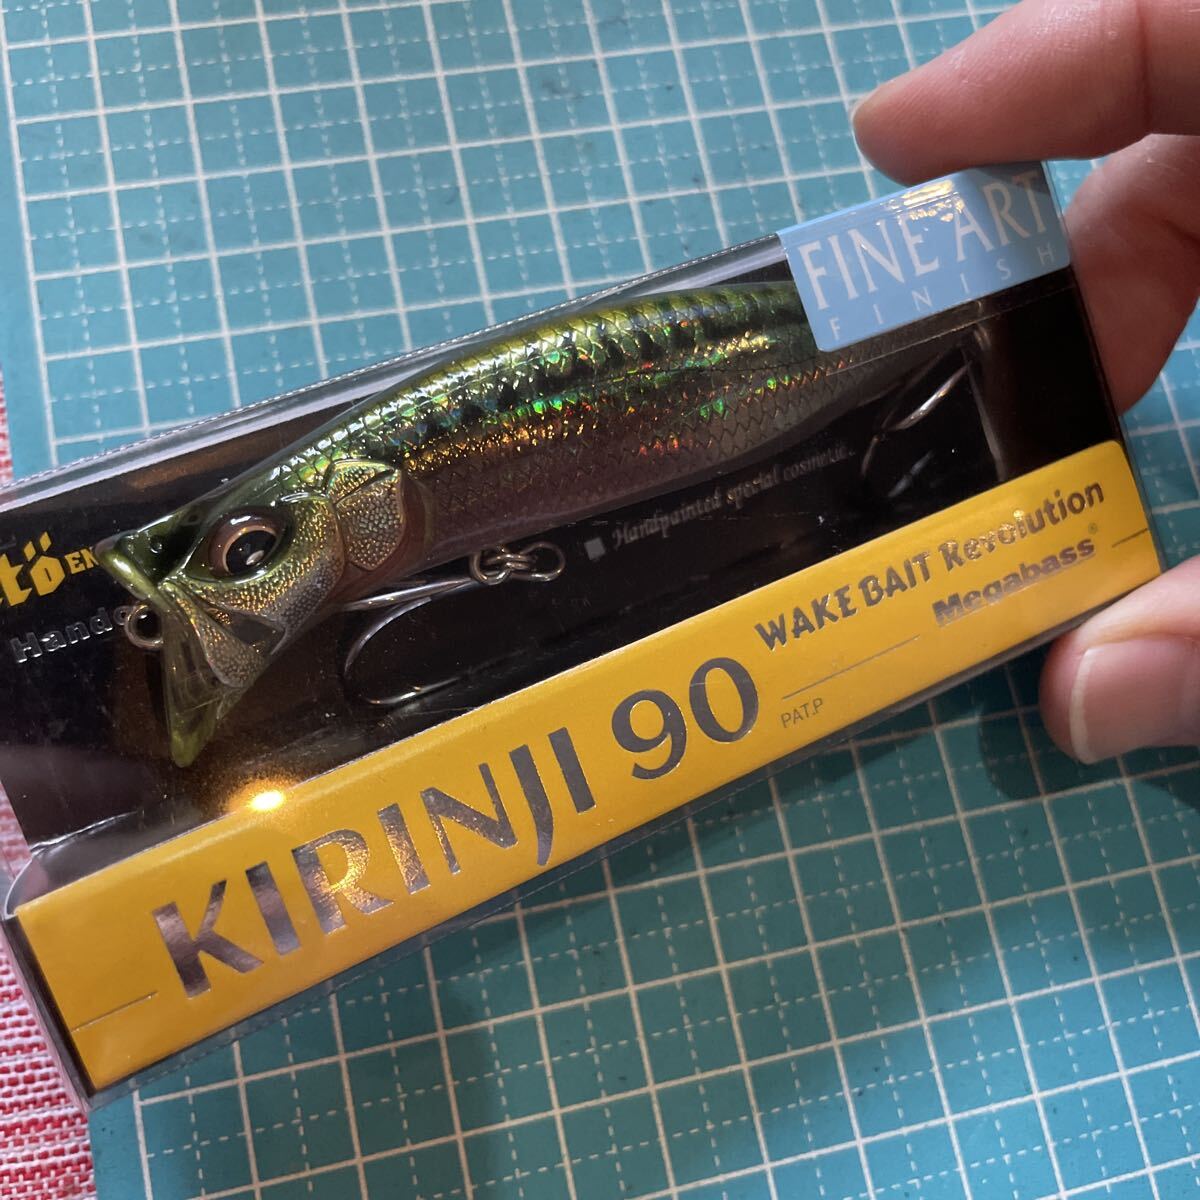 FINE ART
FINISH
Handpainted special cosmetic.
WAKE BAIT Revolution
Megabass®
KIRINJI 90
PAT.P